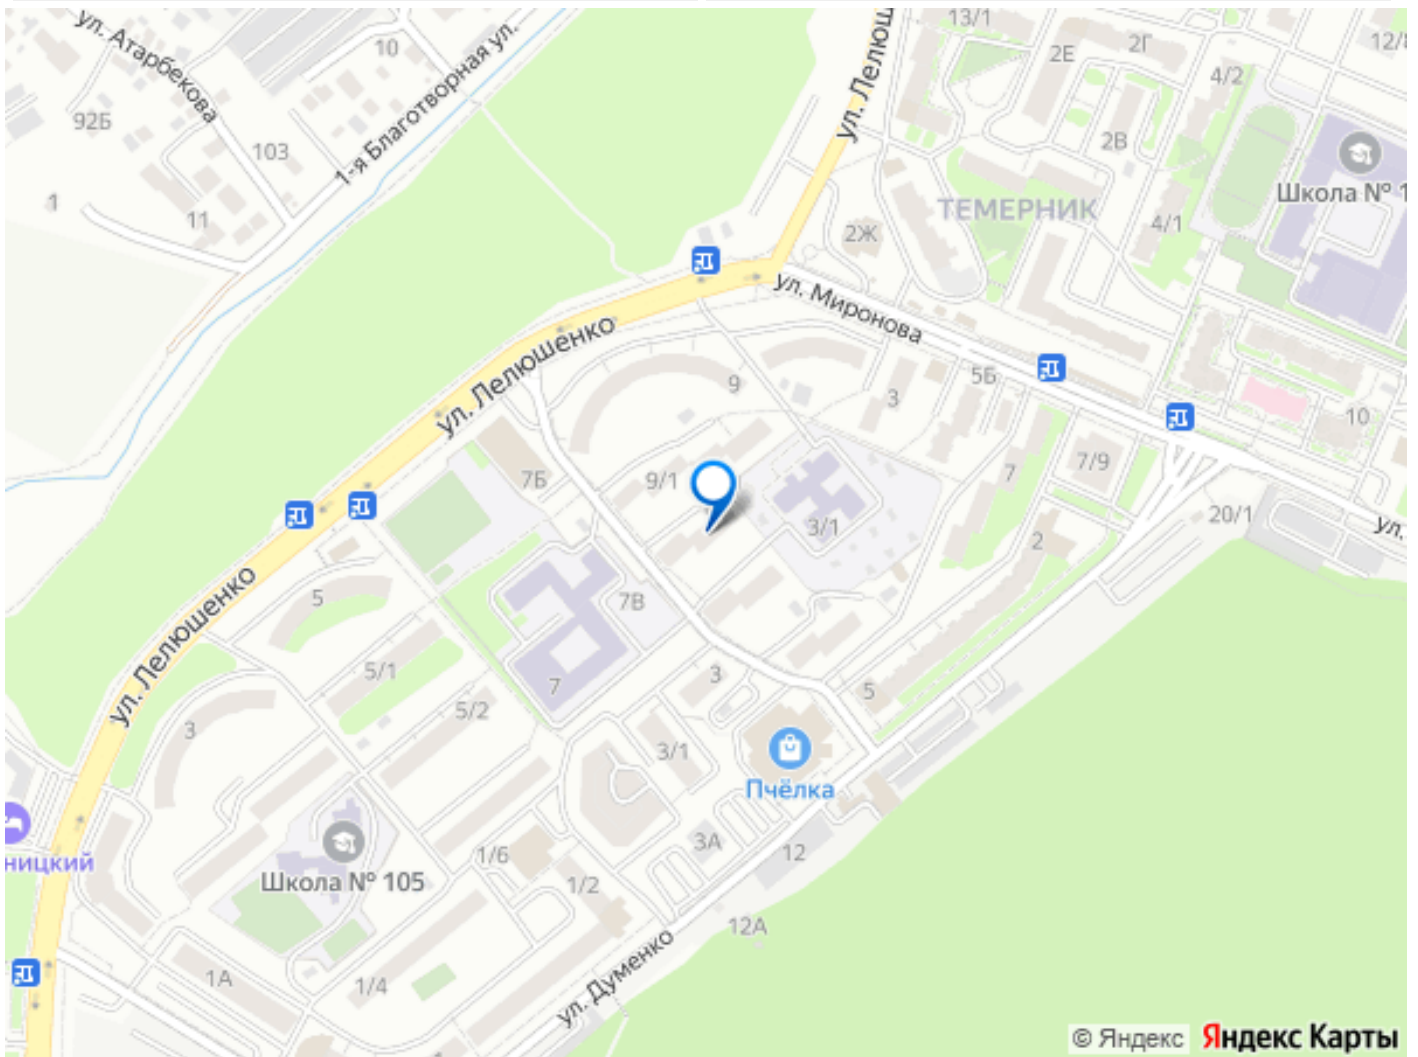 13/1
12/8
ул. Атарбекова
10
1-я Благотворная ул.
ул. Лелюш
2Е
2Г
4/2
92Б
103
2В
Школа № 1
1
11
ТЕМЕРНИК
4/1
2Ж
ул. Миронова
ул. Лелюшенко
9
3
5Б
10
7Б
9/1
7
7/9
3/1
20/1
ул.
2
5
7В
ул. Лелюшенко
5/1
3
7
5
5/2
3
3/1
Пчёлка
3А
12
ницкий
1/6
Школа № 105
1/2
12А
1А
1/4
ул. Думенко
© Яндекс Яндекс Карты